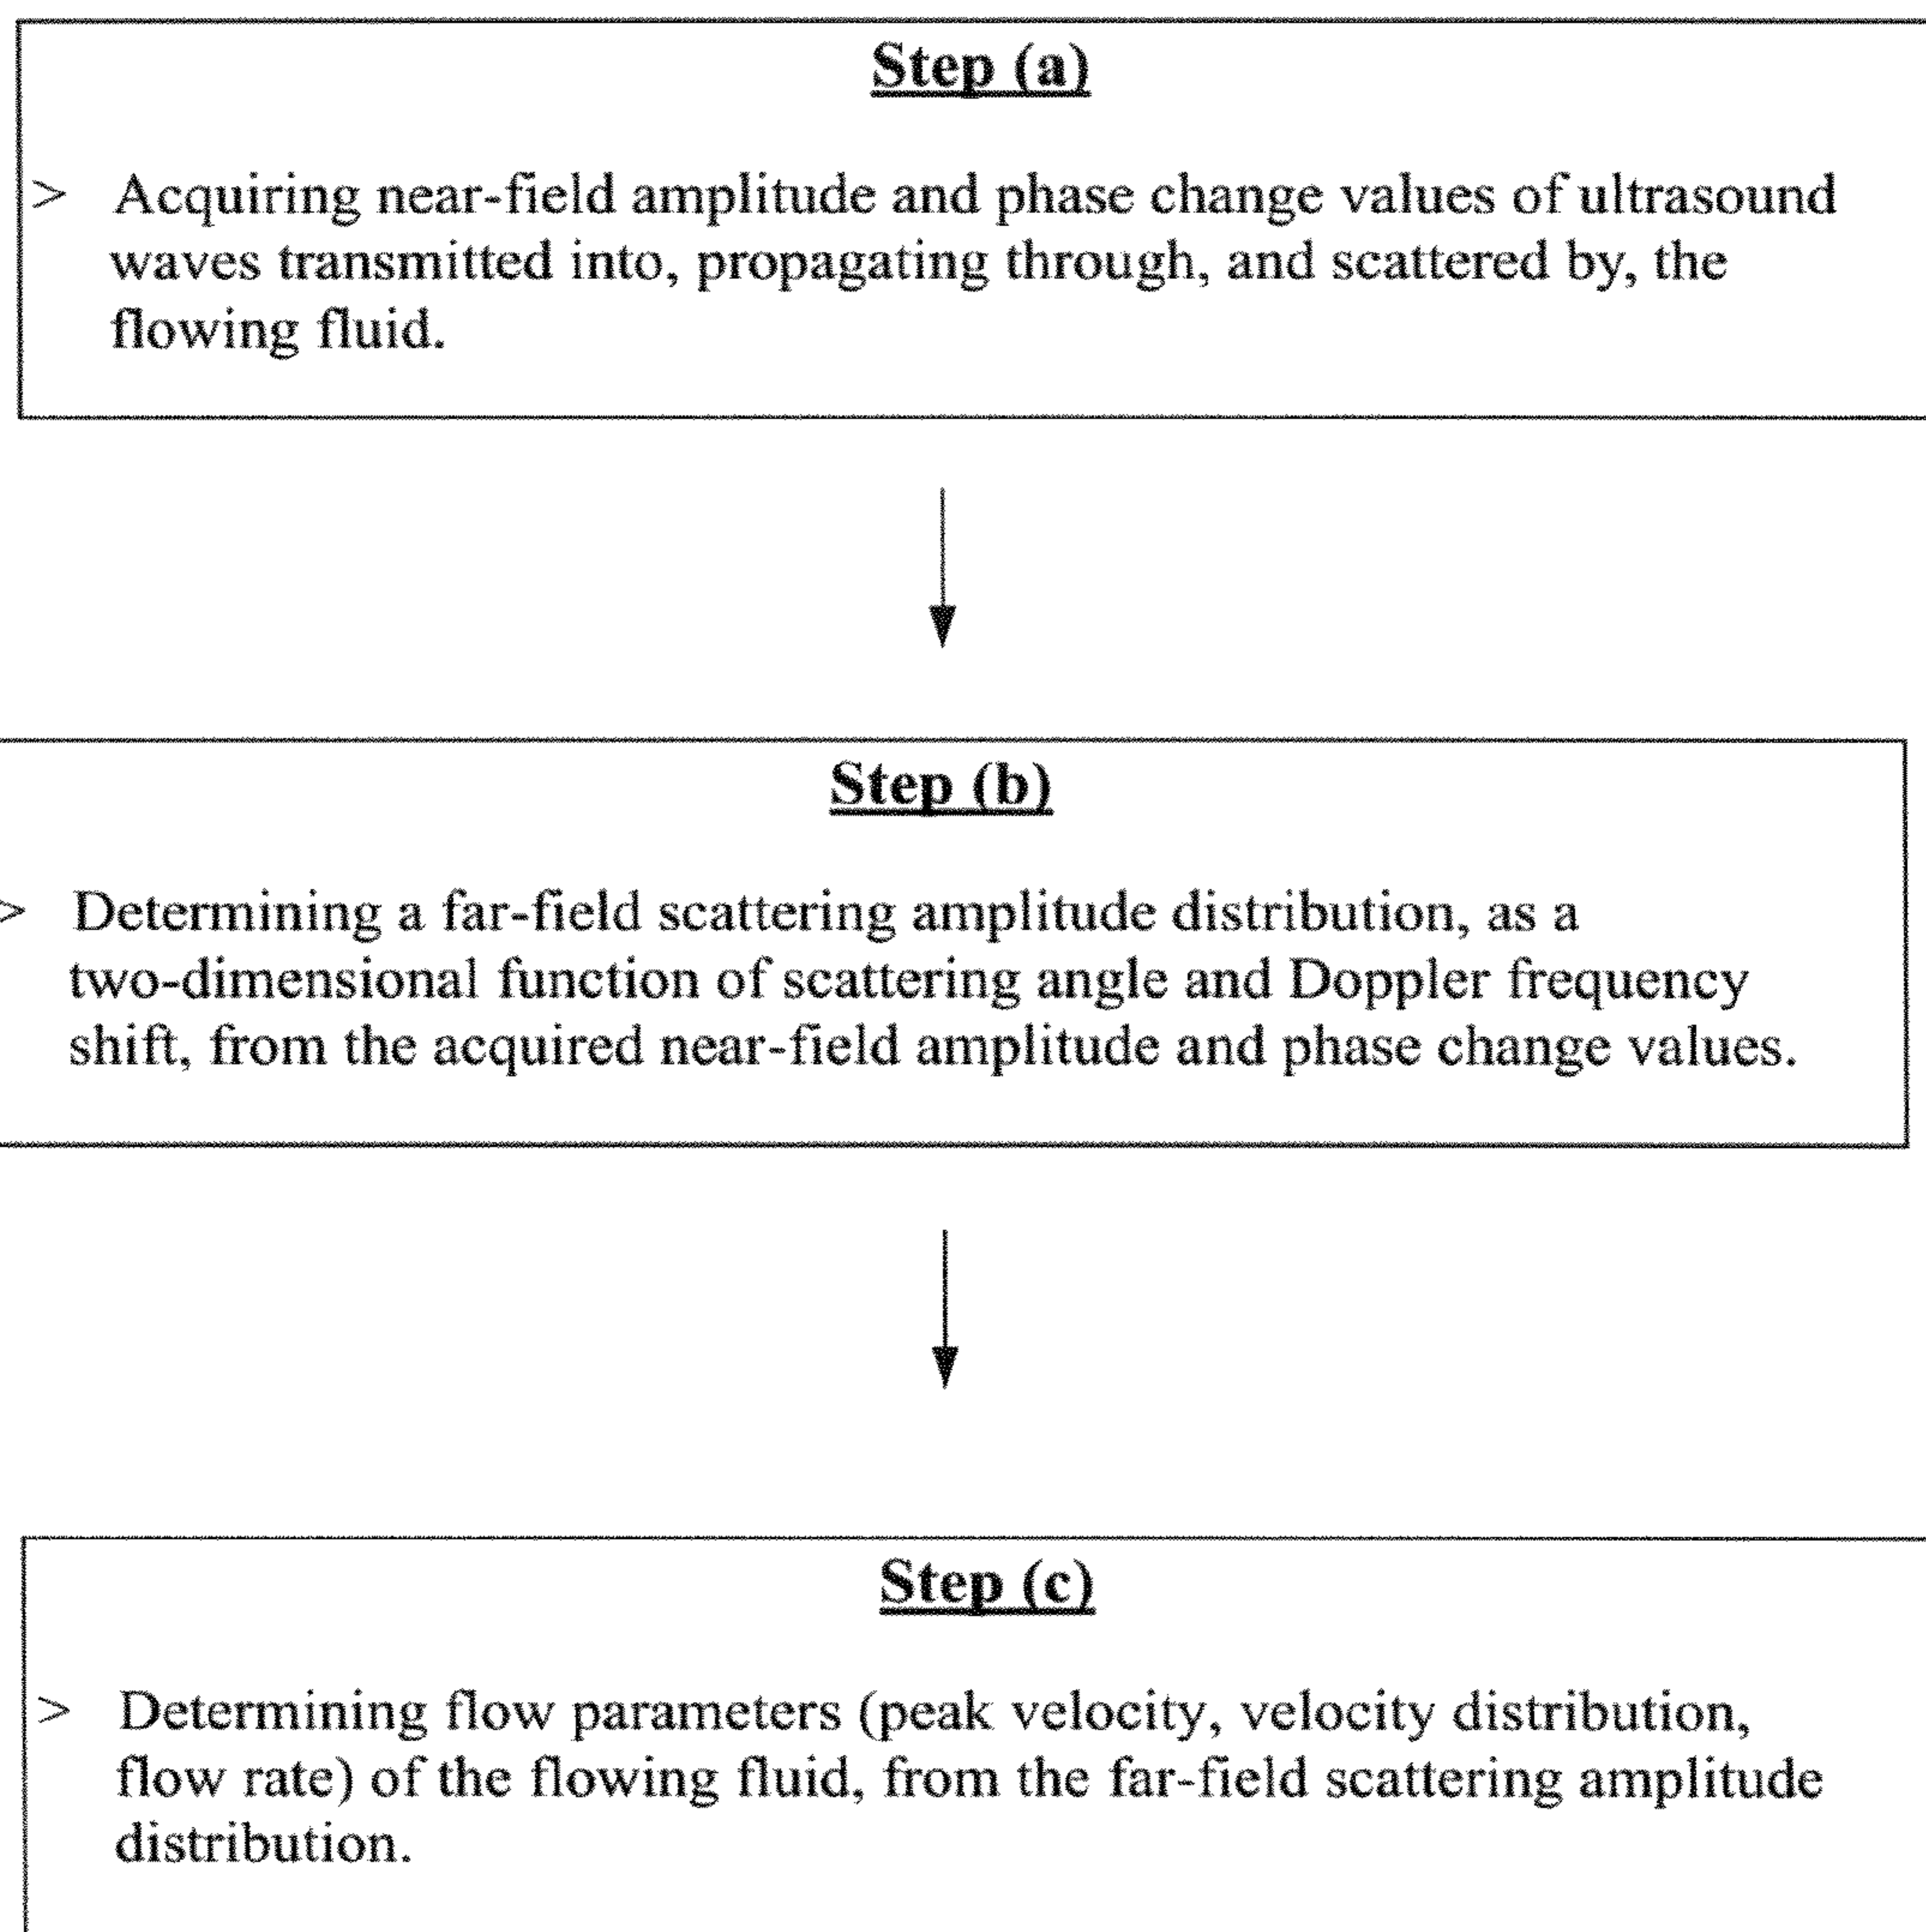 Step (a)
> Acquiring near-field amplitude and phase change values of ultrasound
waves transmitted into, propagating through, and scattered by, the
flowing fluid.
Step (b)
> Determining a far-field scattering amplitude distribution, as a
two-dimensional function of scattering angle and Doppler frequency
shift, from the acquired near-field amplitude and phase change values.
Step (c)
> Determining flow parameters (peak velocity, velocity distribution,
flow rate) of the flowing fluid, from the far-field scattering amplitude
distribution.